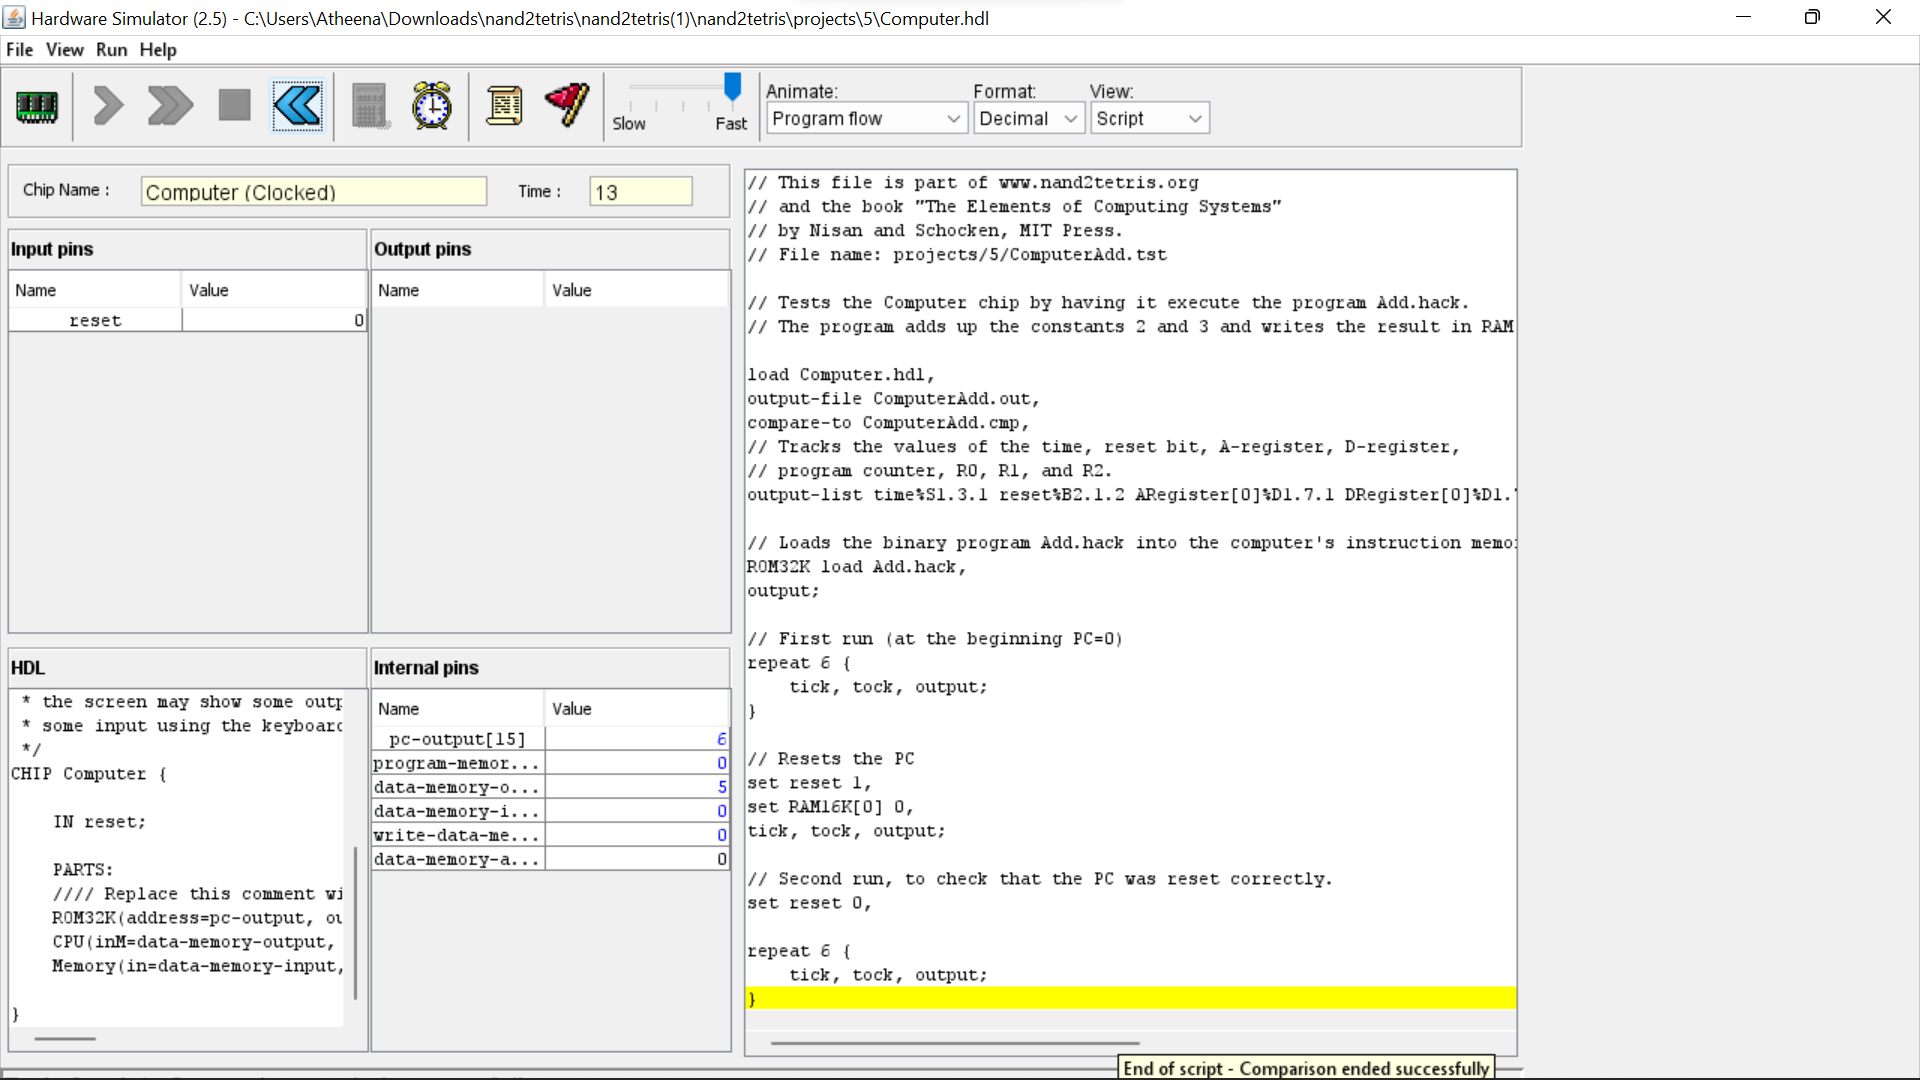 Hardware Simulator (2.5) - C:\Users\Atheena\Downloads\nand2tetris\nand2tetris(1)\nand2tetris\projects\5\Computer.hdl
File View Run Help
Slow Fast
Animate: Format: View:
Program flow Decimal Script
Chip Name : Computer (Clocked) Time : 13
Input pins
Name Value
reset 0
Output pins
Name Value
HDL
* the screen may show some outp
* some input using the keyboard
*/
CHIP Computer {
IN reset;
PARTS:
//// Replace this comment wi
ROM32K(address=pc-output, ou
CPU(inM=data-memory-output,
Memory(in=data-memory-input,
}
Internal pins
Name Value
pc-output[15] 6
program-memor... 0
data-memory-o... 5
data-memory-i... 0
write-data-me... 0
data-memory-a... 0
// This file is part of www.nand2tetris.org
// and the book "The Elements of Computing Systems"
// by Nisan and Schocken, MIT Press.
// File name: projects/5/ComputerAdd.tst
// Tests the Computer chip by having it execute the program Add.hack.
// The program adds up the constants 2 and 3 and writes the result in RAM
load Computer.hdl,
output-file ComputerAdd.out,
compare-to ComputerAdd.cmp,
// Tracks the values of the time, reset bit, A-register, D-register,
// program counter, R0, R1, and R2.
output-list time%S1.3.1 reset%B2.1.2 ARegister[0]%D1.7.1 DRegister[0]%D1.
// Loads the binary program Add.hack into the computer's instruction memo
ROM32K load Add.hack,
output;
// First run (at the beginning PC=0)
repeat 6 {
tick, tock, output;
}
// Resets the PC
set reset 1,
set RAM16K[0] 0,
tick, tock, output;
// Second run, to check that the PC was reset correctly.
set reset 0,
repeat 6 {
tick, tock, output;
}
End of script - Comparison ended successfully